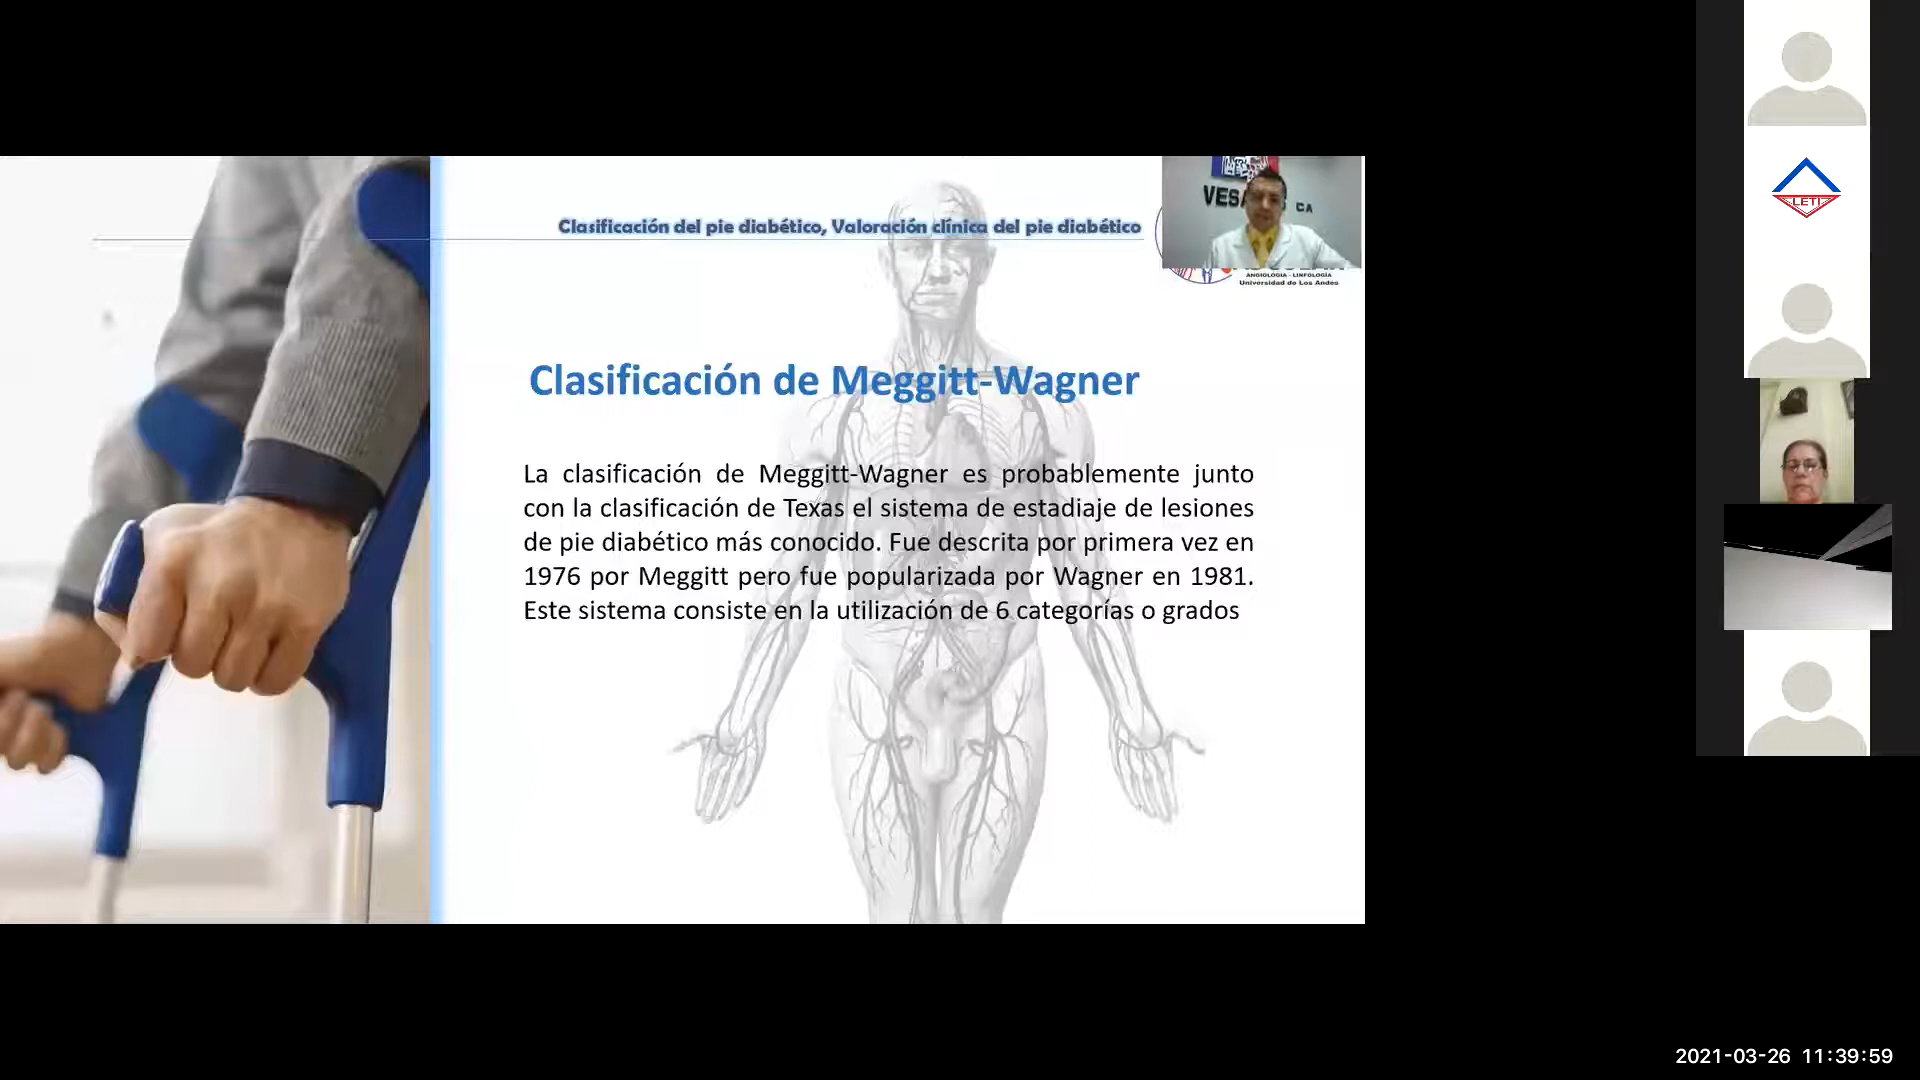 Clasificación del pie diabético, Valoración clínica del pie diabético
CA
ANGIOLOGIA - LINFOLOGÍA
Universidad de Los Andes
Clasificación de Meggitt-Wagner
La clasificación de Meggitt-Wagner es probablemente junto
con la clasificación de Texas el sistema de estadiaje de lesiones
de pie diabético más conocido. Fue descrita por primera vez en
1976 por Meggitt pero fue popularizada por Wagner en 1981.
Este sistema consiste en la utilización de 6 categorías o grados
LETI
2021-03-26 11:39:59